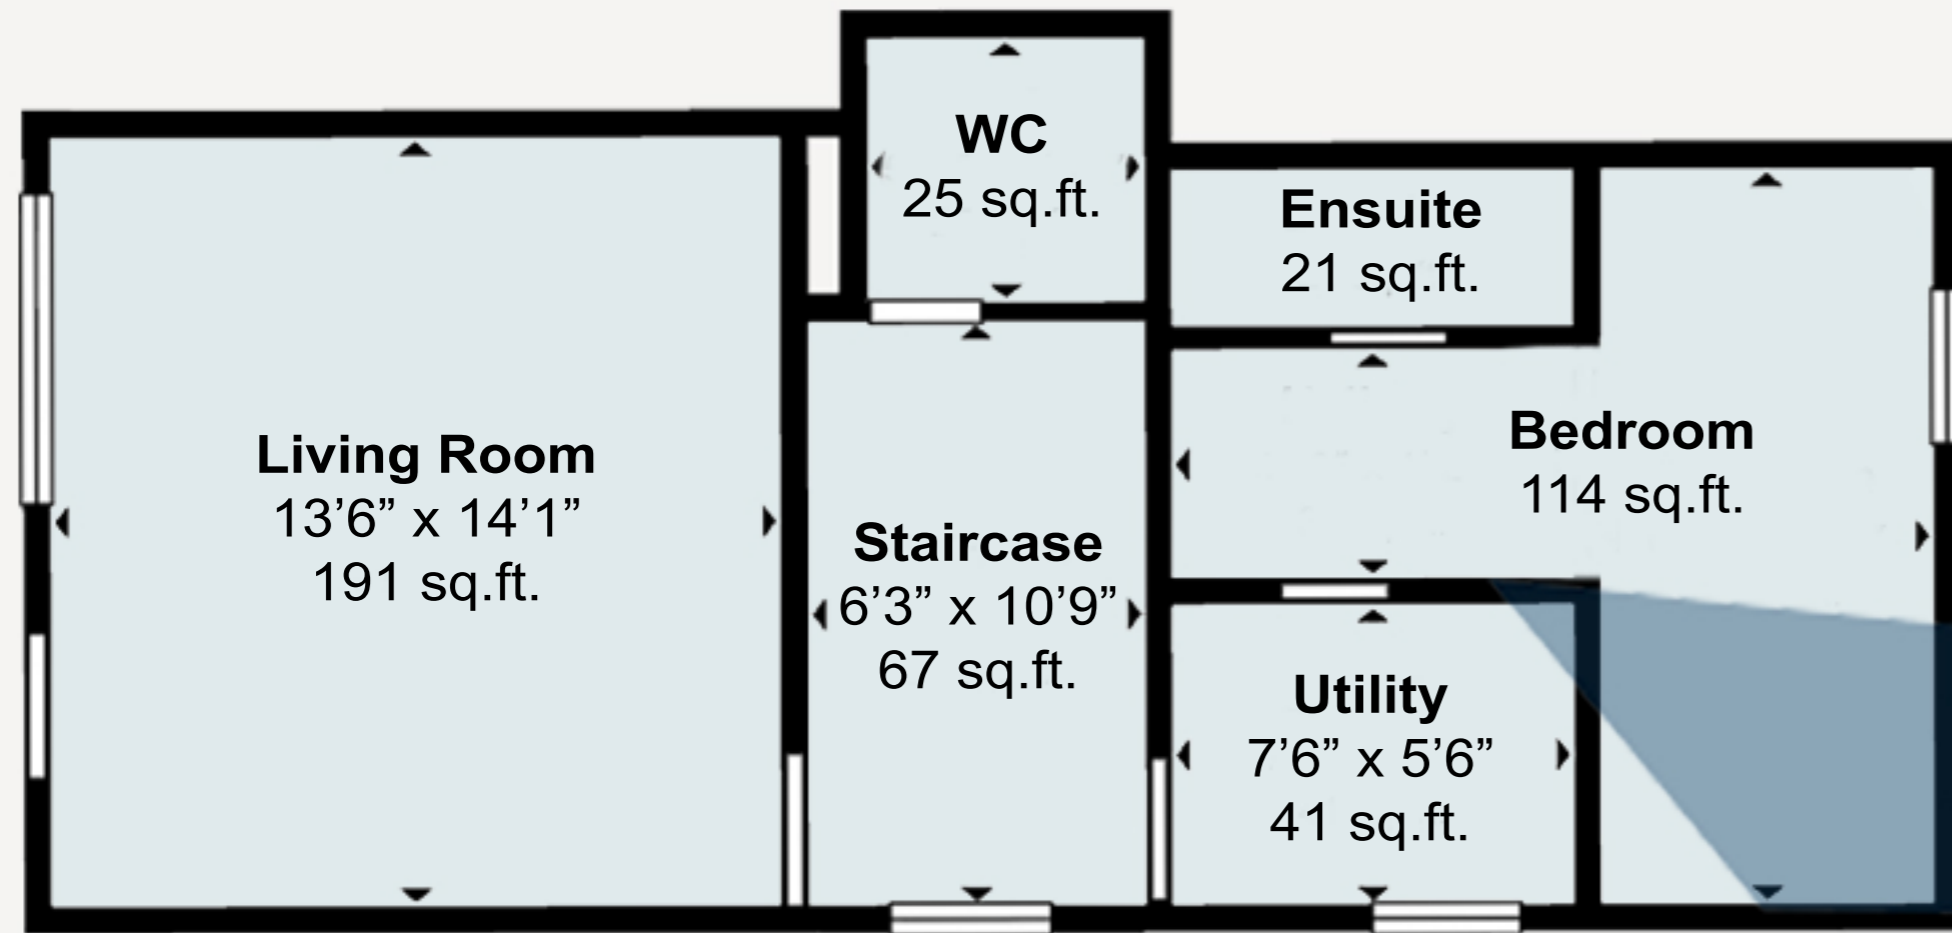 WC
25 sq.ft.
Ensuite
21 sq.ft.
Living Room
13’6” x 14’1”
191 sq.ft.
Staircase
6’3” x 10’9”
67 sq.ft.
Bedroom
114 sq.ft.
Utility
7’6” x 5’6”
41 sq.ft.